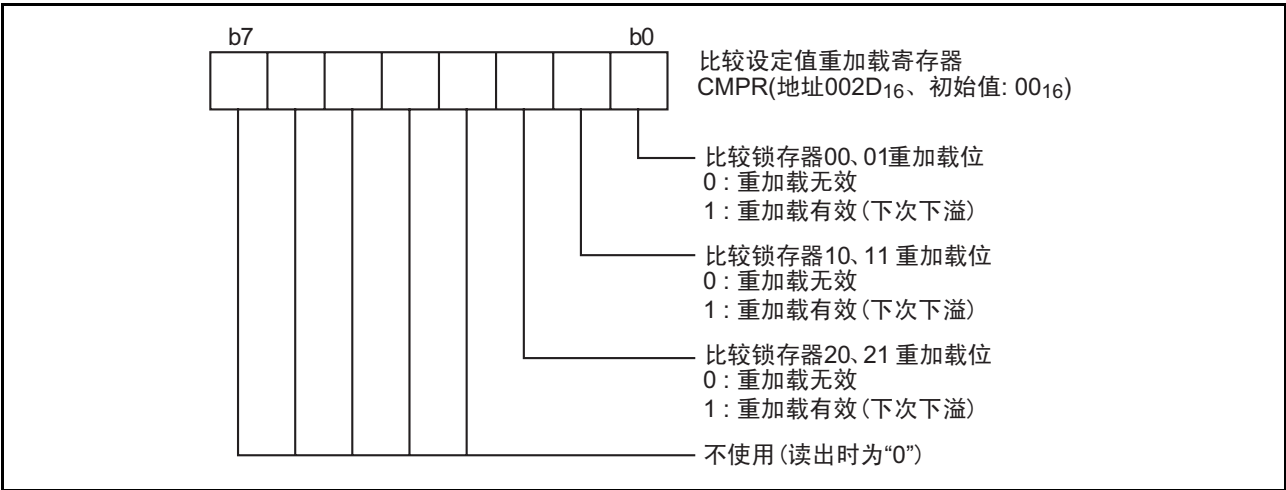 b7
b0
比较设定值重加载寄存器
CMPR(地址002D₁₆、初始值: 00₁₆)
比较锁存器00、01重加载位
0 : 重加载无效
1 : 重加载有效(下次下溢)
比较锁存器10、11 重加载位
0 : 重加载无效
1 : 重加载有效(下次下溢)
比较锁存器20、21 重加载位
0 : 重加载无效
1 : 重加载有效(下次下溢)
不使用(读出时为“0”)